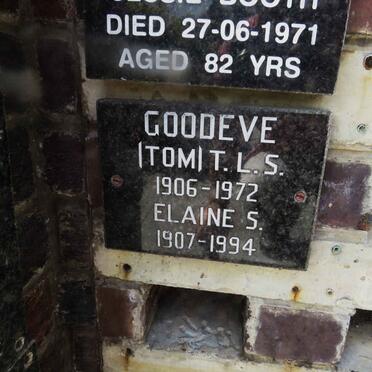 DIED 27-06-1971
AGED 82 YRS
GOODEVE
(TOM) T.L.S.
1906-1972
ELAINE S.
1907-1994